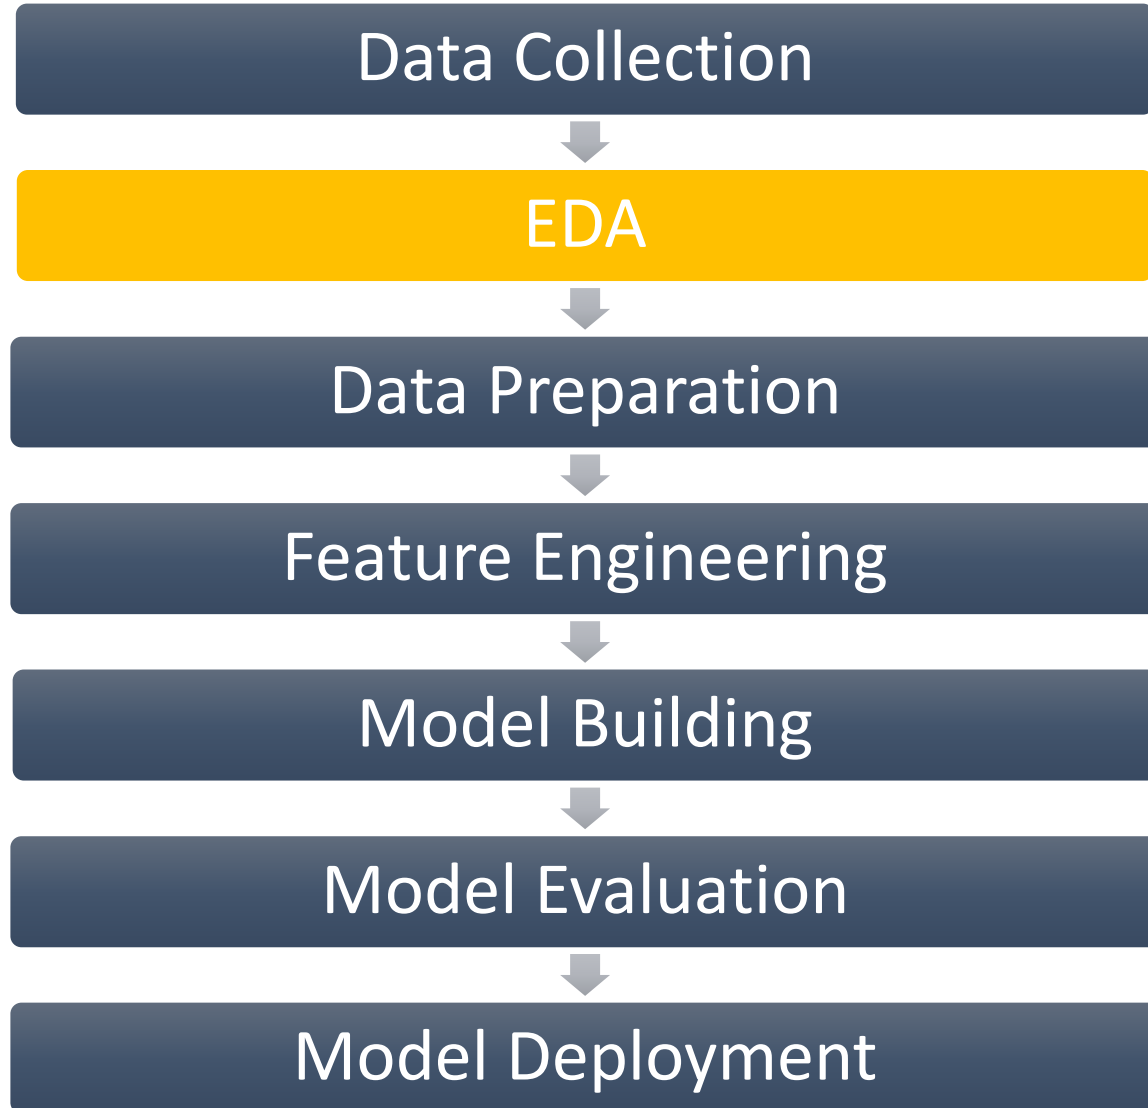 Data Collection
EDA
Data Preparation
Feature Engineering
Model Building
Model Evaluation
Model Deployment